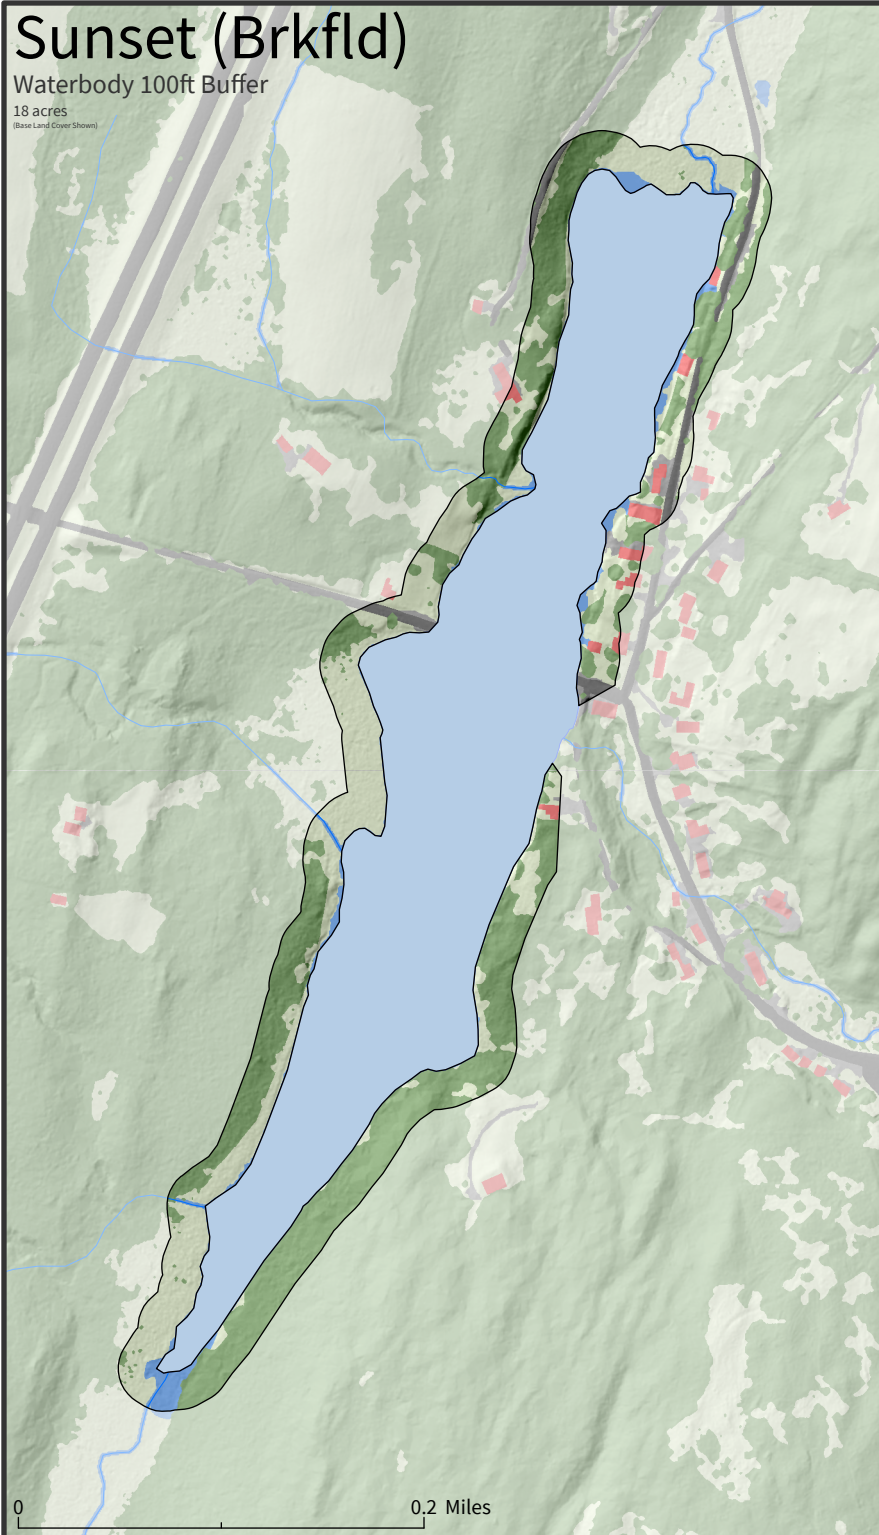 Sunset (Brkfld)
Waterbody 100ft Buffer
18 acres
(Base Land Cover Shown)
0
0.2 Miles